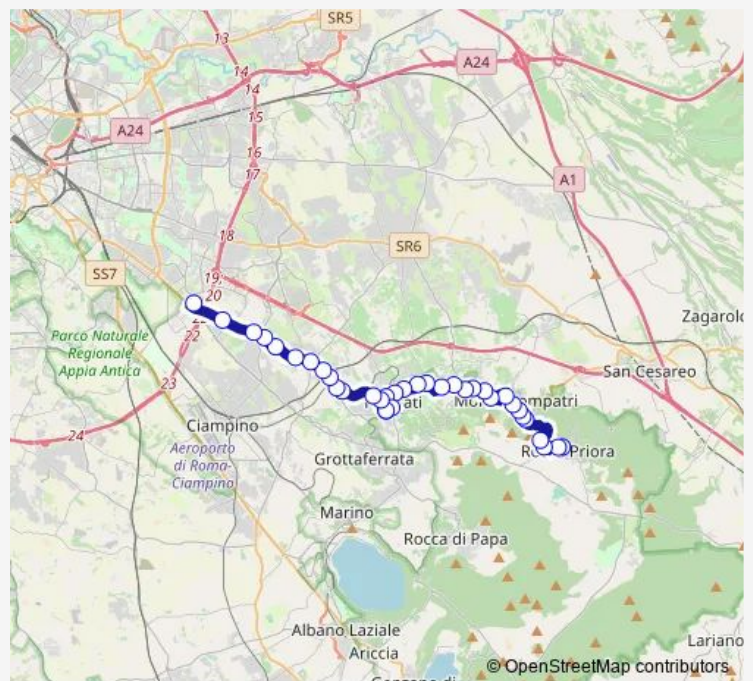 SR5
13
14
A24
14
15
A24
16
17
A1
18
SR6
SS7
19
20
22
Zagarolo
Parco Naturale
Regionale
Appia Antica
23
San Cesareo
24
Ciampino
Aeroporto
di Roma-
Ciampino
Grottaferrata
Priora
Marino
Rocca di Papa
Albano Laziale
Ariccia
Lariano
© OpenStreetMap contributors